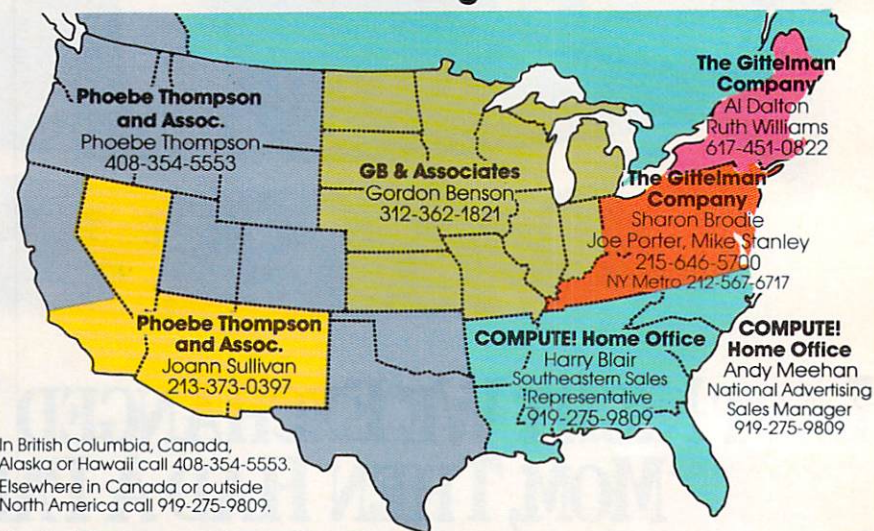 Phoebe Thompson
and Assoc.
Phoebe Thompson
408-354-5553
GB & Associates
Gordon Benson
312-362-1821
The Gittelman
Company
Al Dalton
Ruth Williams
617-451-0822
The Gittelman
Company
Sharon Brodie
Joe Porter, Mike Stanley
215-646-5700
NY Metro 212-567-6717
Phoebe Thompson
and Assoc.
Joann Sullivan
213-373-0397
COMPUTE! Home Office
Harry Blair
Southeastern Sales
Representative
919-275-9809
COMPUTE!
Home Office
Andy Meehan
National Advertising
Sales Manager
919-275-9809
In British Columbia, Canada,
Alaska or Hawaii call 408-354-5553.
Elsewhere in Canada or outside
North America call 919-275-9809.